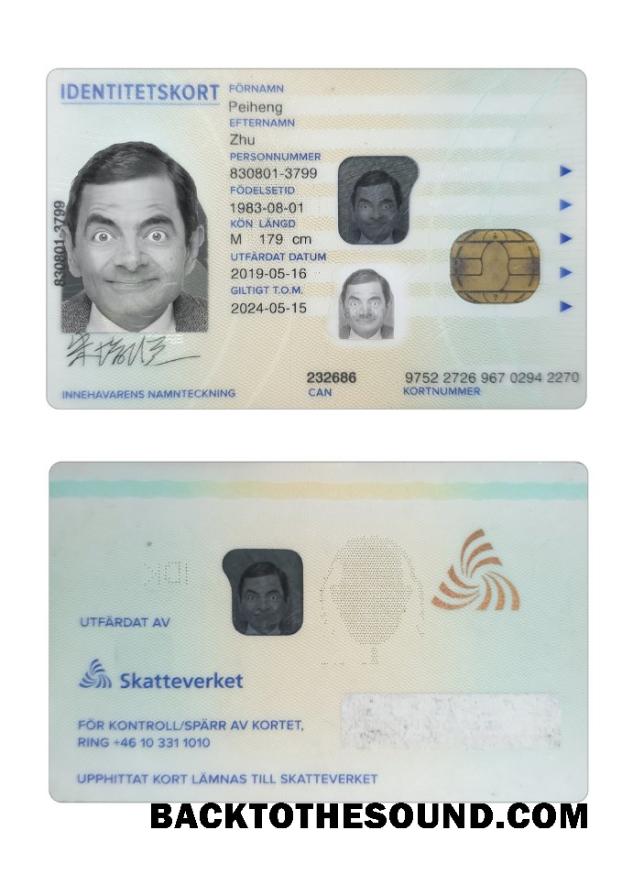 IDENTITETSKORT
FÖRNAMN
Peiheng
EFTERNAMN
Zhu
PERSONNUMMER
830801-3799
FÖDELSETID
1983-08-01
KÖN LÄNGD
M 179 cm
UTFÄRDAT DATUM
2019-05-16
GILTIGT T.O.M.
2024-05-15
830801-3799
INNEHAVARENS NAMNTECKNING
232686
CAN
9752 2726 967 0294 2270
KORTNUMMER
UTFÄRDAT AV
Skatteverket
FÖR KONTROLL/SPÄRR AV KORTET,
RING +46 10 331 1010
UPPHITTAT KORT LÄMNAS TILL SKATTEVERKET
BACKTOTHESOUND.COM